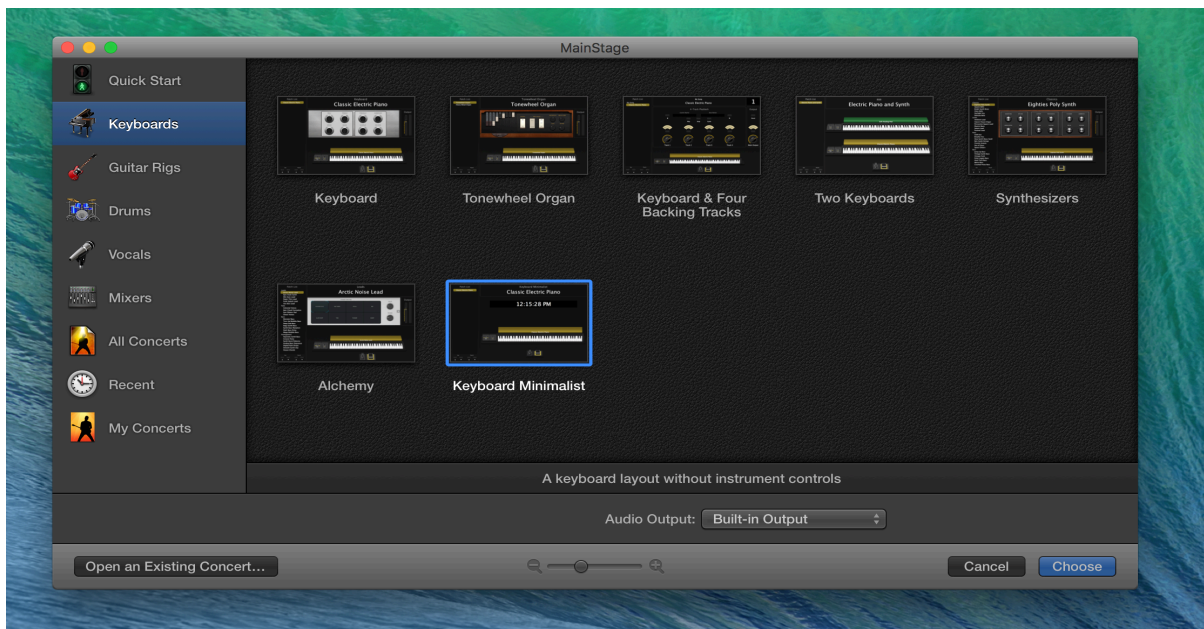 MainStage
Quick Start
Keyboards
Guitar Rigs
Drums
Vocals
Mixers
All Concerts
Recent
My Concerts
Classic Electric Piano
Keyboard
Tonewheel Organ
Tonewheel Organ
1
Keyboard & Four
Backing Tracks
Electric Piano and Synth
Two Keyboards
Eighties Poly Synth
Synthesizers
Arctic Noise Lead
Alchemy
Classic Electric Piano
12:15:28 PM
Keyboard Minimalist
A keyboard layout without instrument controls
Audio Output: Built-in Output
Open an Existing Concert...
Cancel
Choose